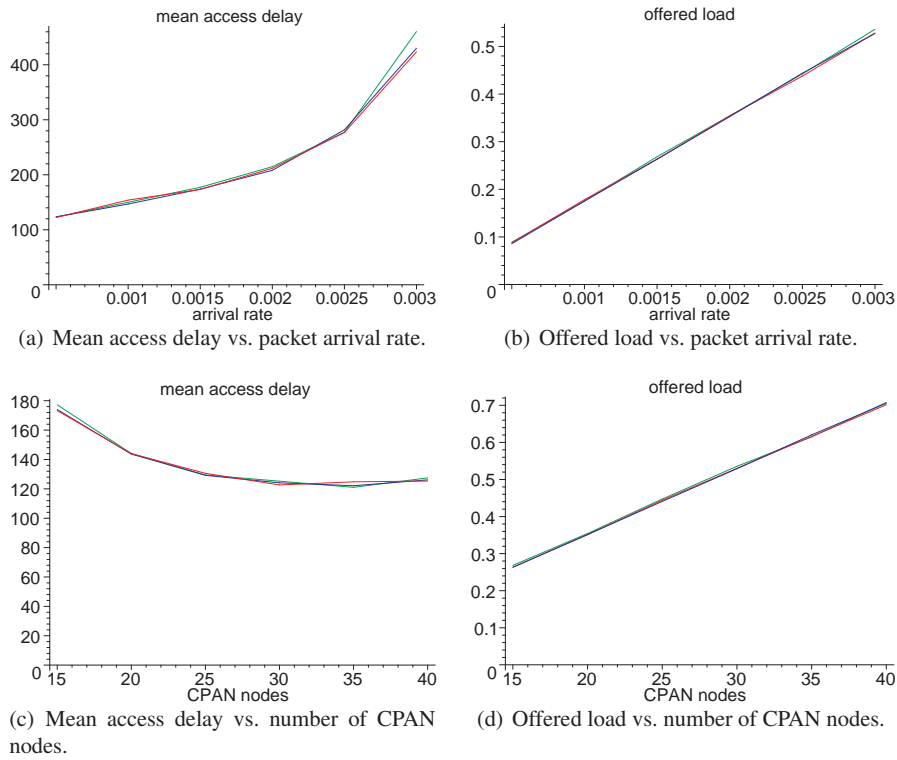 mean access delay
400
300
200
100
0
0.001 0.0015 0.002 0.0025 0.003
arrival rate
(a) Mean access delay vs. packet arrival rate.
offered load
0.5
0.4
0.3
0.2
0.1
0
0.001 0.0015 0.002 0.0025 0.003
arrival rate
(b) Offered load vs. packet arrival rate.
mean access delay
180
160
140
120
100
80
60
40
20
0
15 20 25 30 35 40
CPAN nodes
(c) Mean access delay vs. number of CPAN
nodes.
offered load
0.7
0.6
0.5
0.4
0.3
0.2
0.1
0
15 20 25 30 35 40
CPAN nodes
(d) Offered load vs. number of CPAN nodes.